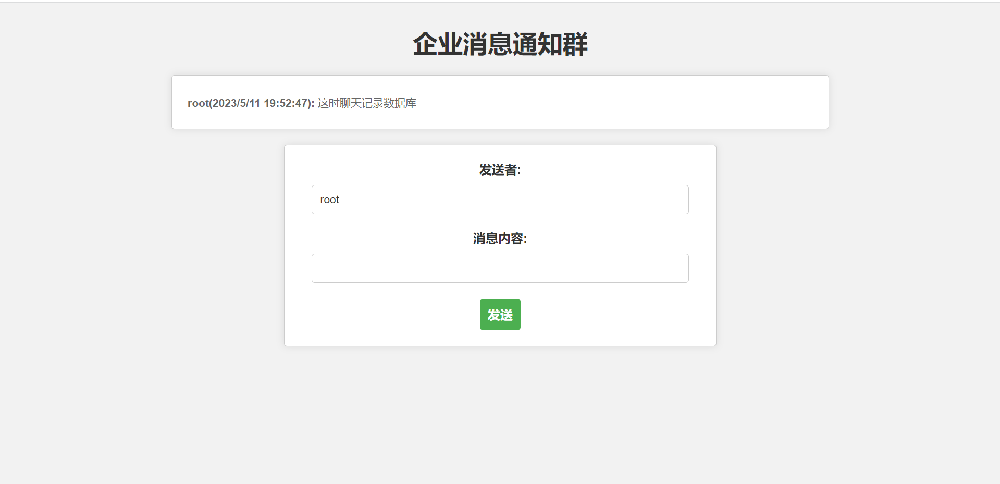 企业消息通知群
root(2023/5/11 19:52:47): 这时聊天记录数据库
发送者:
root
消息内容:
发送